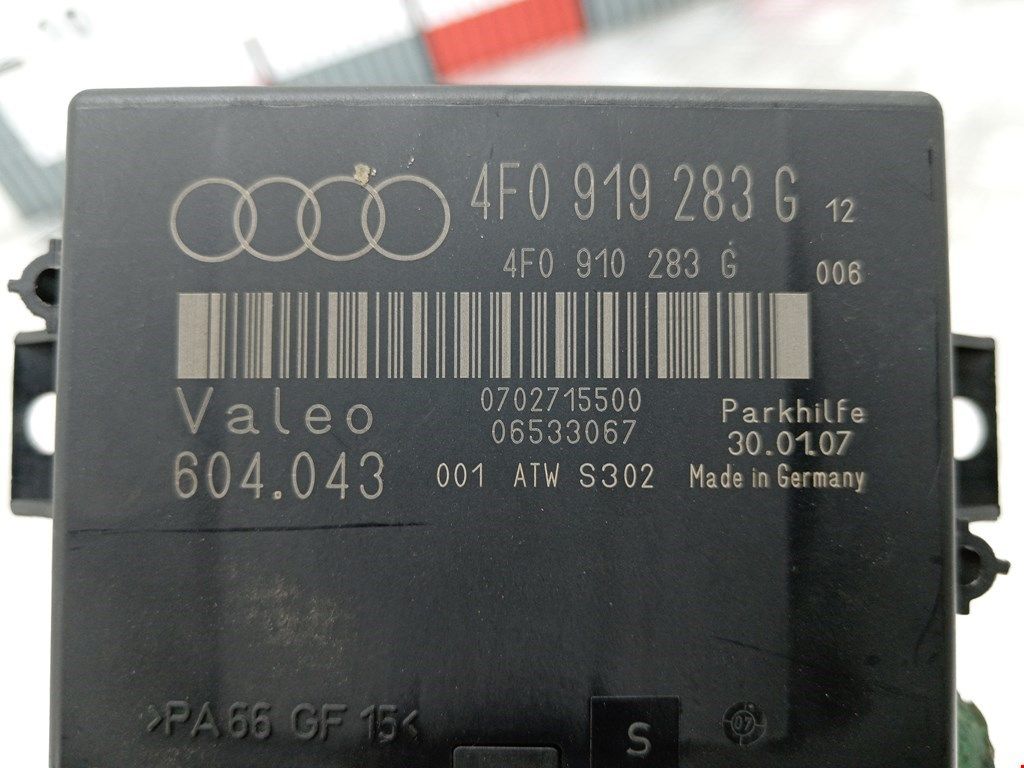 4F0 919 283 G 12
4F0 910 283 G 006
Valeo 0702715500 Parkhilfe
06533067 30.01.07
604.043 001 ATW S302 Made in Germany
>PA66 GF 15<
S 07